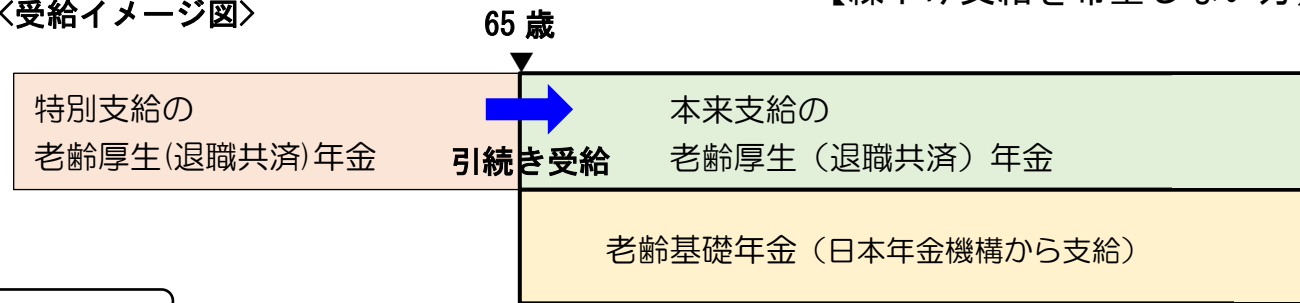 <受給イメージ図>
65 歳
▼
特別支給の
老齢厚生(退職共済)年金
引続き受給
本来支給の
老齢厚生（退職共済）年金
老齢基礎年金（日本年金機構から支給）